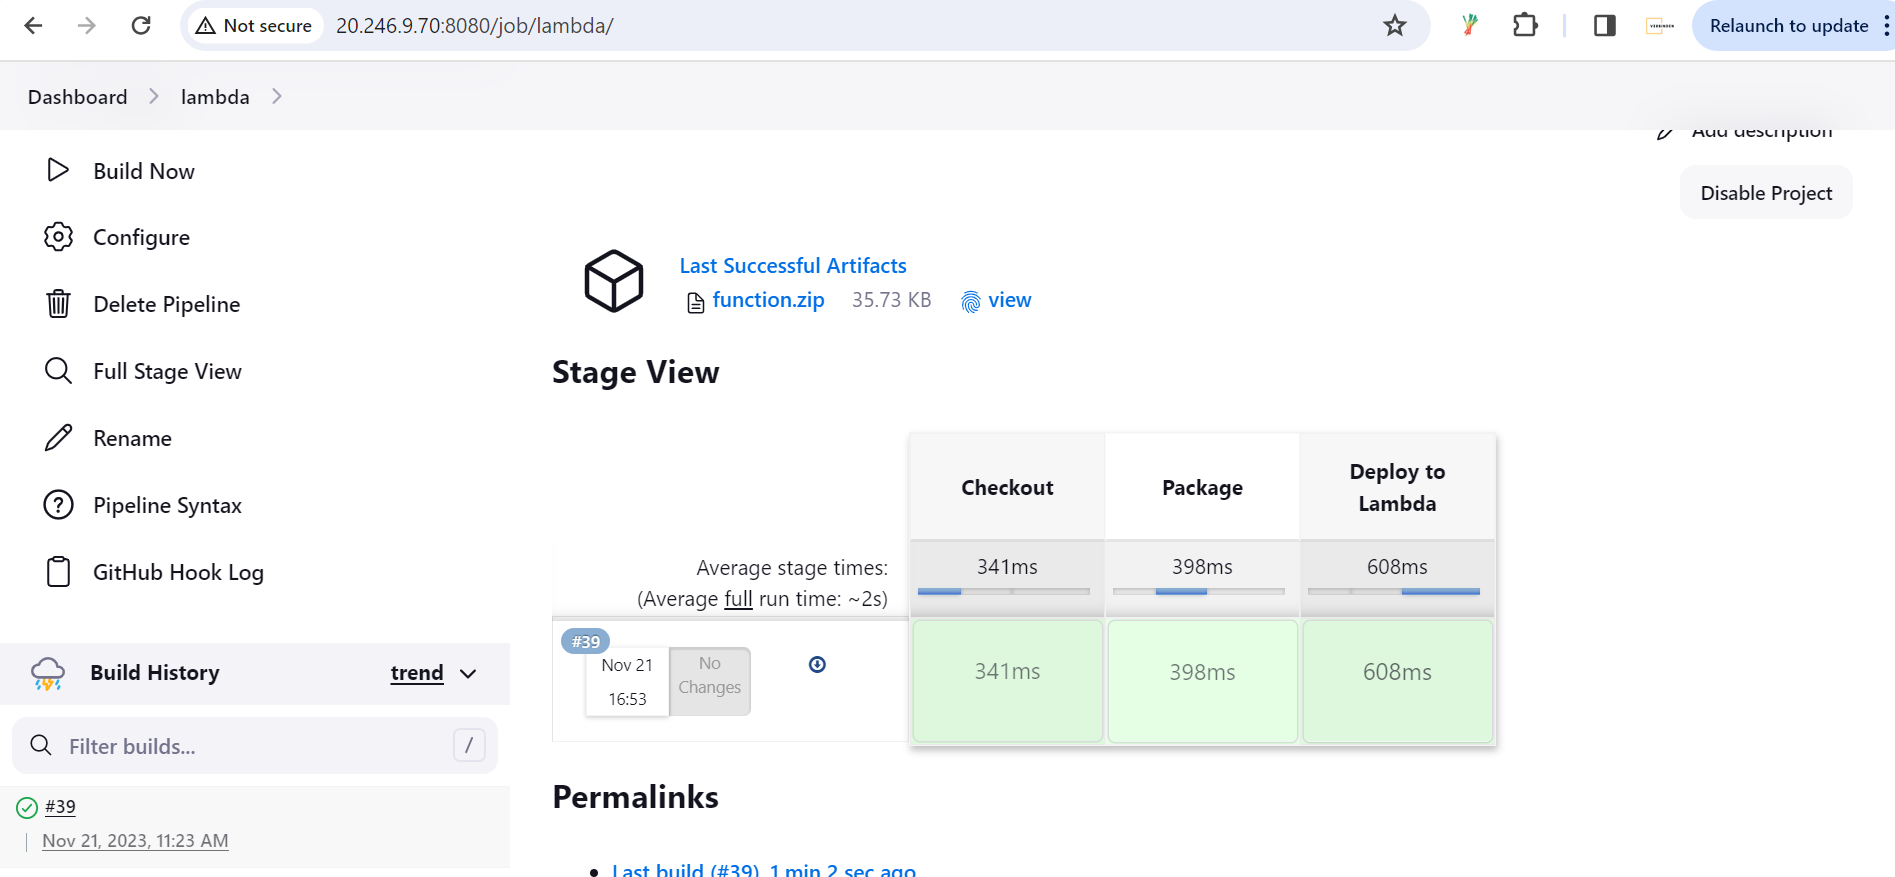 Not secure
20.246.9.70:8080/job/lambda/
Relaunch to update
Dashboard
lambda
Add description
Disable Project
Build Now
Configure
Delete Pipeline
Full Stage View
Rename
Pipeline Syntax
GitHub Hook Log
Build History
trend
Filter builds...
/
#39
Nov 21, 2023, 11:23 AM
Last Successful Artifacts
function.zip 35.73 KB view
Stage View
Checkout
Package
Deploy to
Lambda
Average stage times:
(Average full run time: ~2s)
341ms
398ms
608ms
#39
Nov 21
16:53
No
Changes
341ms
398ms
608ms
Permalinks
Last build (#39), 1 min 2 sec ago